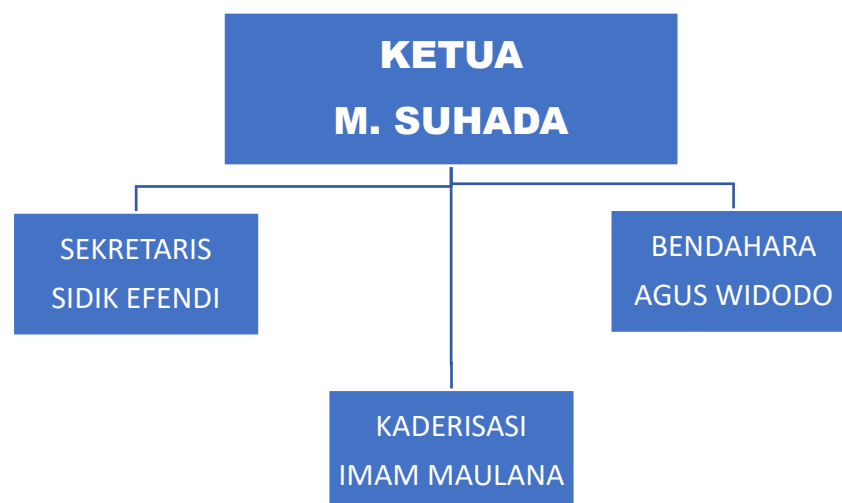 KETUA
M. SUHADA
SEKRETARIS
SIDIK EFENDI
BENDAHARA
AGUS WIDODO
KADERISASI
IMAM MAULANA